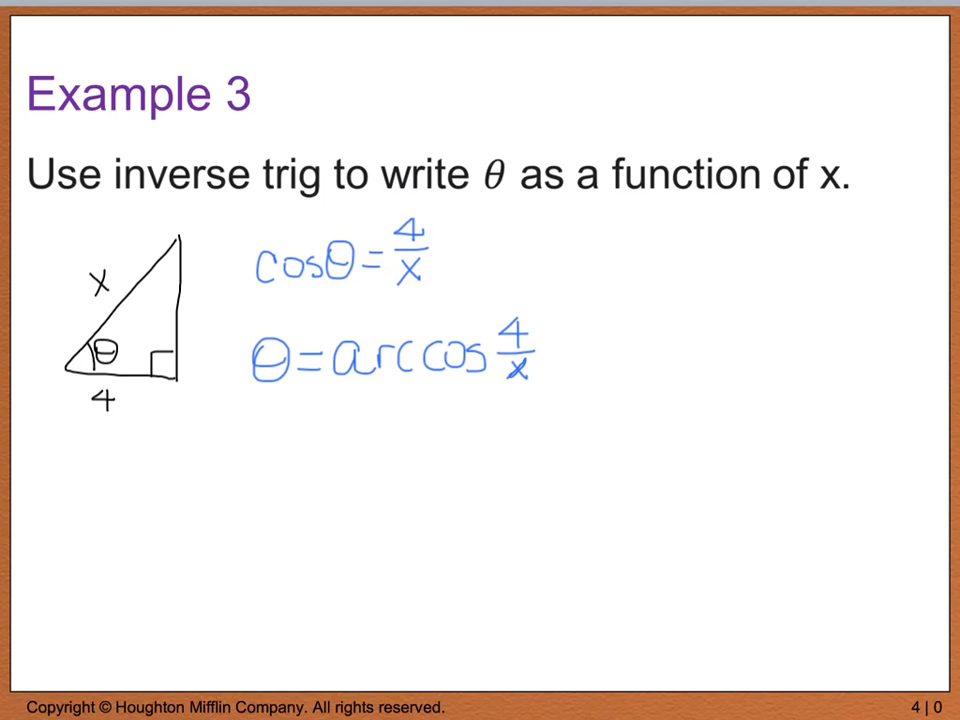 Example 3
Use inverse trig to write θ as a function of x.
x
θ
4
cosθ = 4/x
θ = arccos 4/x
Copyright © Houghton Mifflin Company. All rights reserved.
4 | 0